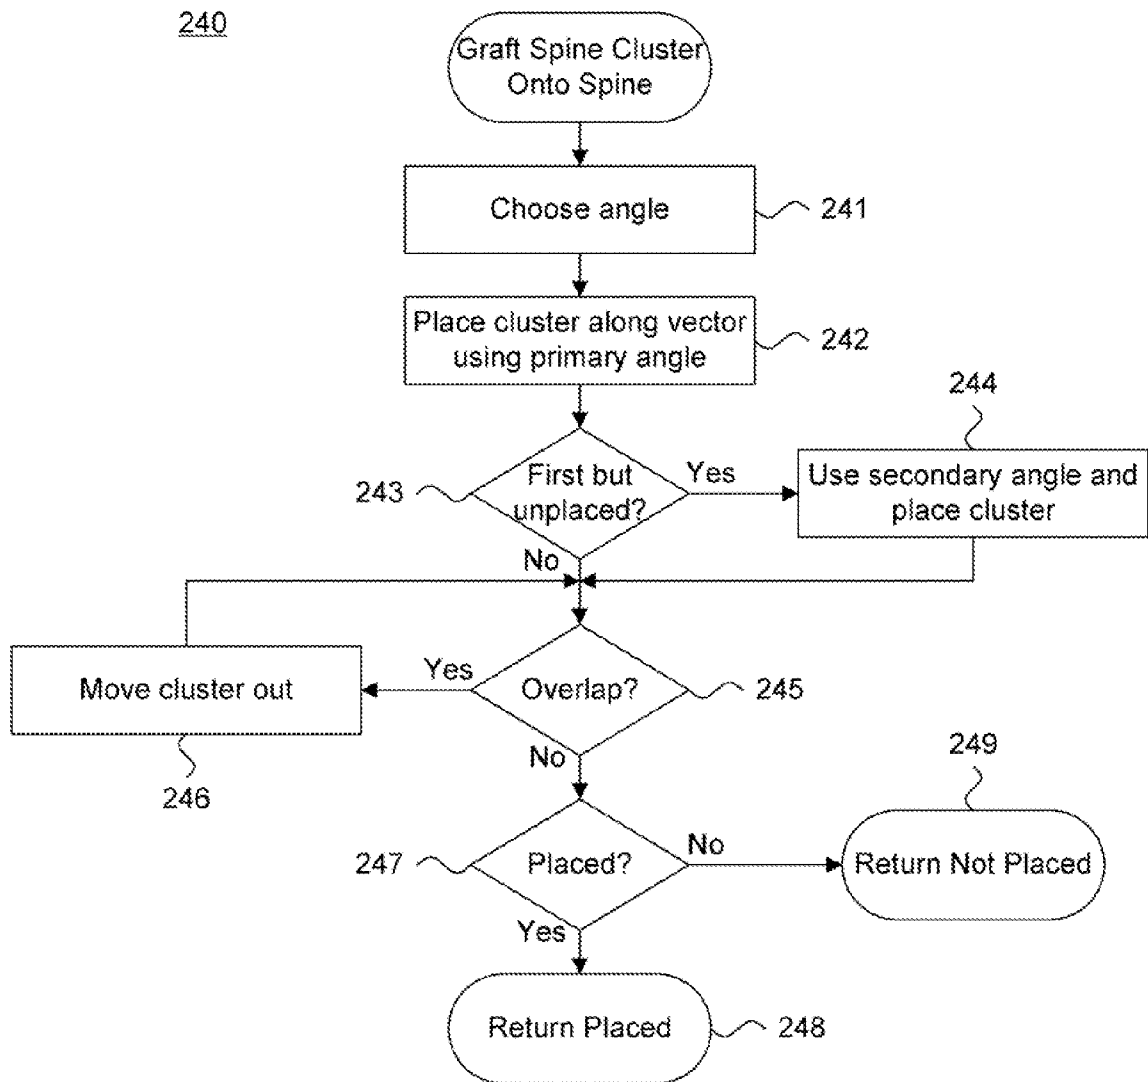 240
Graft Spine Cluster
Onto Spine
Choose angle
241
Place cluster along vector
using primary angle
242
244
First but
unplaced?
243
Yes
Use secondary angle and
place cluster
No
Move cluster out
Yes
Overlap?
245
246
No
249
247
Placed?
No
Return Not Placed
Yes
Return Placed
248